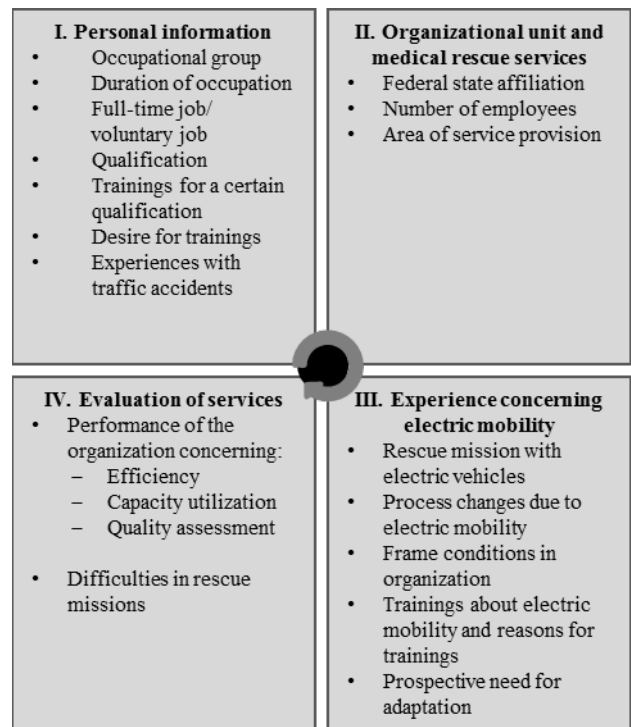 I. Personal information
• Occupational group
• Duration of occupation
• Full-time job/
voluntary job
• Qualification
• Trainings for a certain
qualification
• Desire for trainings
• Experiences with
traffic accidents
II. Organizational unit and
medical rescue services
• Federal state affiliation
• Number of employees
• Area of service provision
IV. Evaluation of services
• Performance of the
organization concerning:
– Efficiency
– Capacity utilization
– Quality assessment
• Difficulties in rescue
missions
III. Experience concerning
electric mobility
• Rescue mission with
electric vehicles
• Process changes due to
electric mobility
• Frame conditions in
organization
• Trainings about electric
mobility and reasons for
trainings
• Prospective need for
adaptation